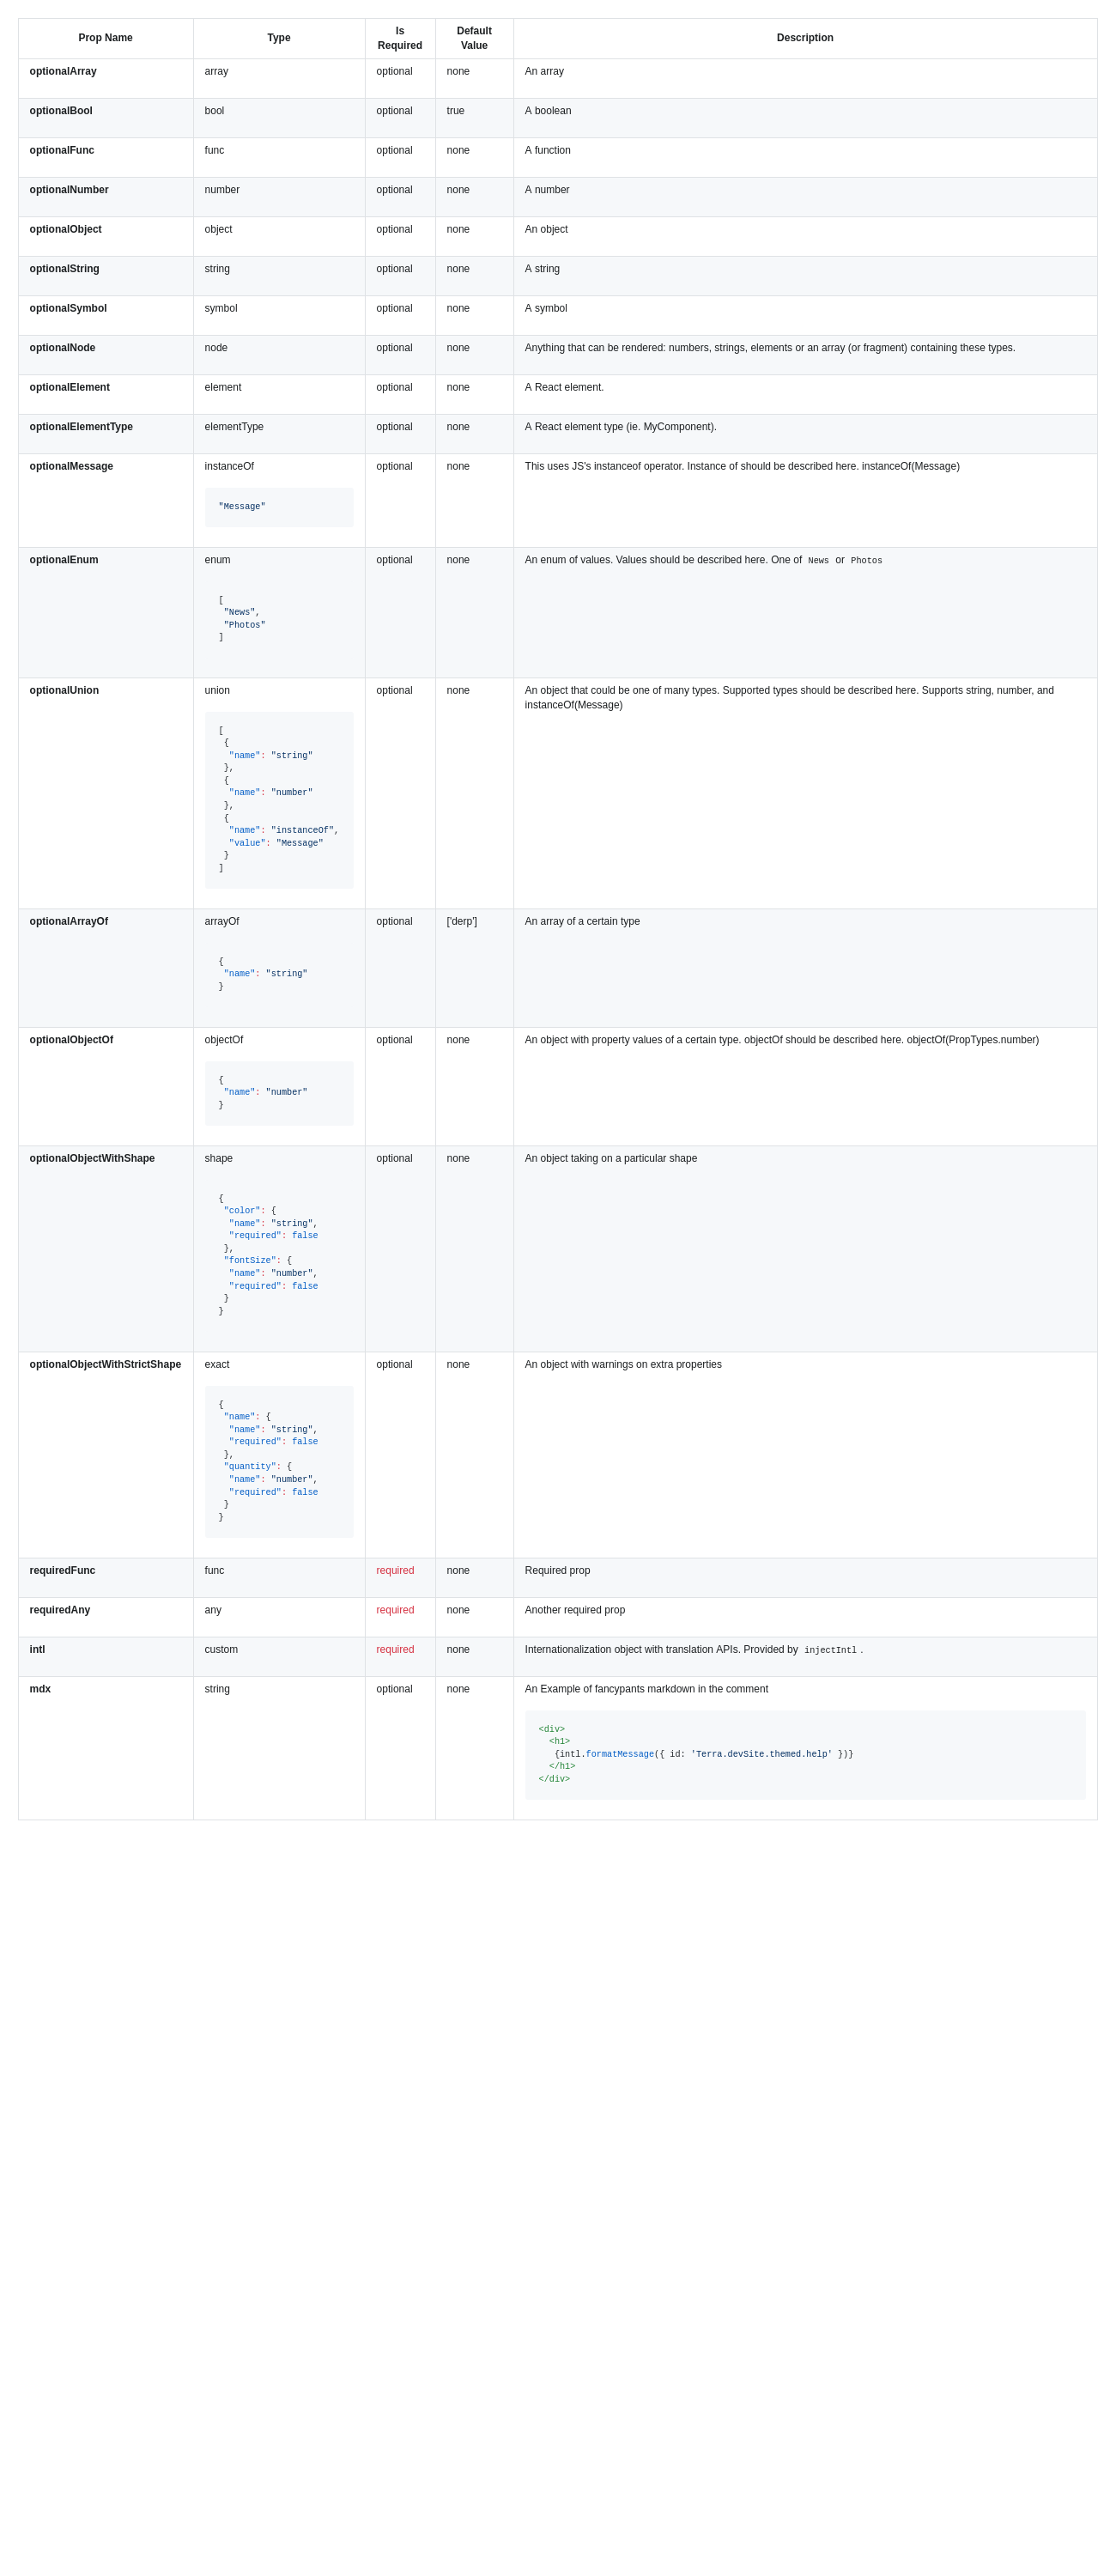 Prop Name Type Is Required Default Value Description
optionalArray array optional none An array
optionalBool bool optional true A boolean
optionalFunc func optional none A function
optionalNumber number optional none A number
optionalObject object optional none An object
optionalString string optional none A string
optionalSymbol symbol optional none A symbol
optionalNode node optional none Anything that can be rendered: numbers, strings, elements or an array (or fragment) containing these types.
optionalElement element optional none A React element.
optionalElementType elementType optional none A React element type (ie. MyComponent).
optionalMessage instanceOf optional none This uses JS's instanceof operator. Instance of should be described here. instanceOf(Message)
"Message"
optionalEnum enum optional none An enum of values. Values should be described here. One of News or Photos
[
"News",
"Photos"
]
optionalUnion union optional none An object that could be one of many types. Supported types should be described here. Supports string, number, and
instanceOf(Message)
[
{
"name": "string"
},
{
"name": "number"
},
{
"name": "instanceOf",
"value": "Message"
}
]
optionalArrayOf arrayOf optional ['derp'] An array of a certain type
{
"name": "string"
}
optionalObjectOf objectOf optional none An object with property values of a certain type. objectOf should be described here. objectOf(PropTypes.number)
{
"name": "number"
}
optionalObjectWithShape shape optional none An object taking on a particular shape
{
"color": {
"name": "string",
"required": false
},
"fontSize": {
"name": "number",
"required": false
}
}
optionalObjectWithStrictShape exact optional none An object with warnings on extra properties
{
"name": {
"name": "string",
"required": false
},
"quantity": {
"name": "number",
"required": false
}
}
requiredFunc func required none Required prop
requiredAny any required none Another required prop
intl custom required none Internationalization object with translation APIs. Provided by injectIntl .
mdx string optional none An Example of fancypants markdown in the comment
<div>
<h1>
{intl.formatMessage({ id: 'Terra.devSite.themed.help' })}
</h1>
</div>